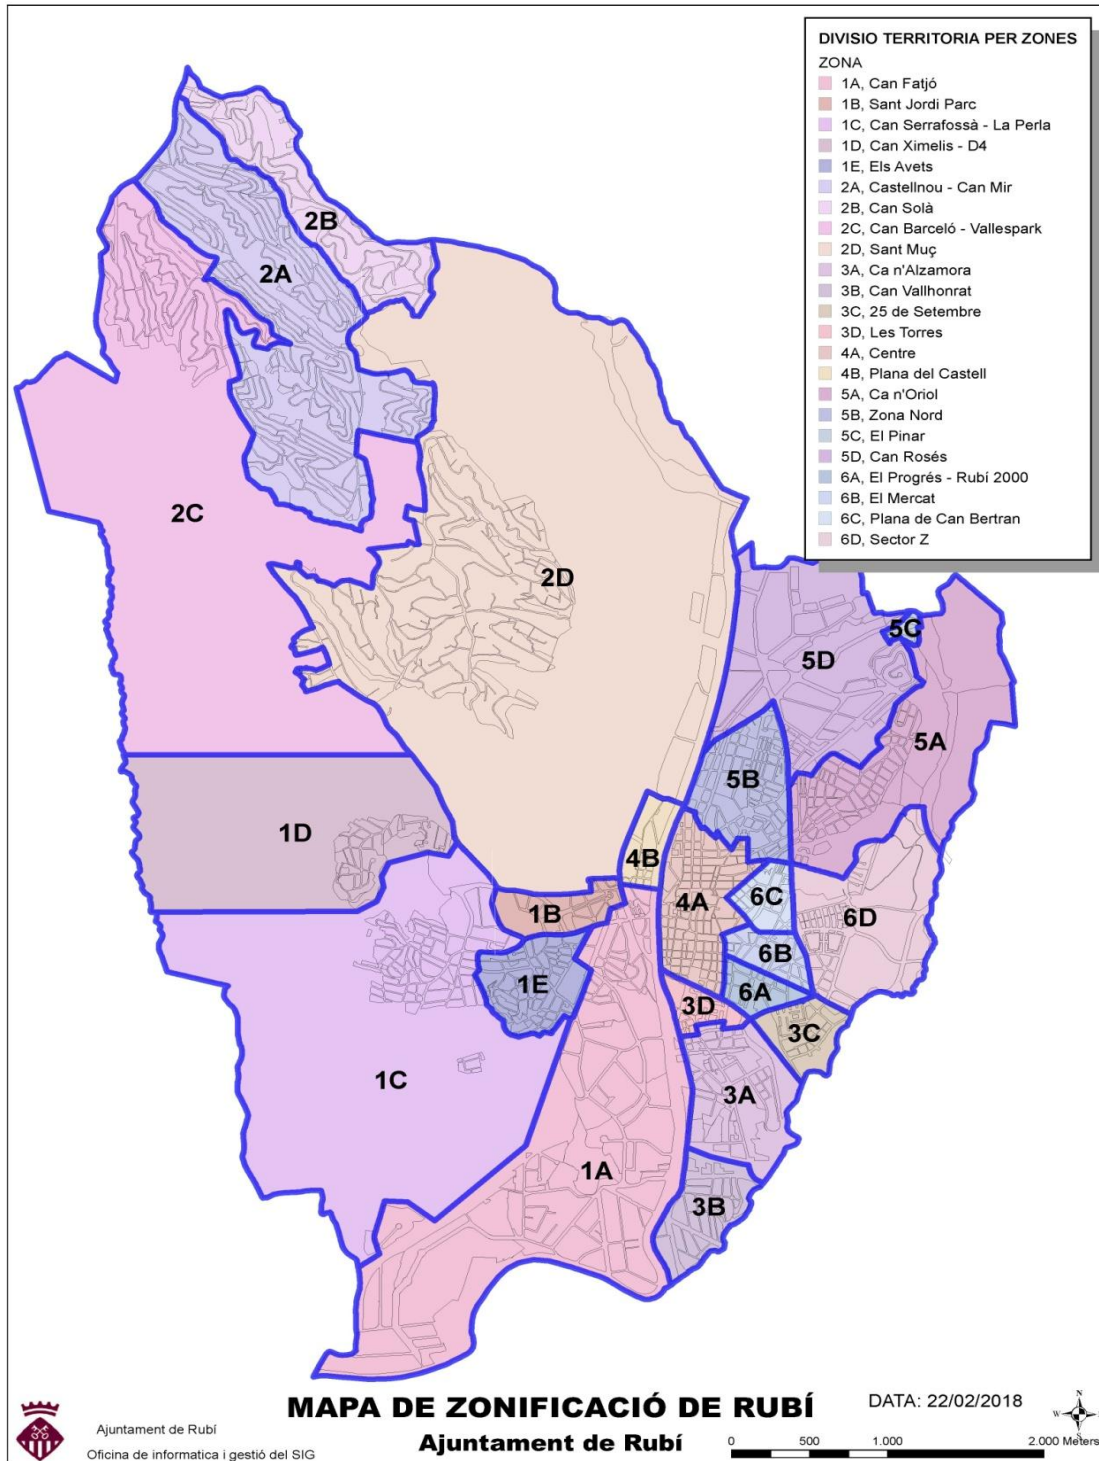 DIVISIO TERRITORIA PER ZONES
ZONA
1A, Can Fatjó
1B, Sant Jordi Parc
1C, Can Serrafossà - La Perla
1D, Can Ximelis - D4
1E, Els Avets
2A, Castellnou - Can Mir
2B, Can Solà
2C, Can Barceló - Vallespark
2D, Sant Muç
3A, Ca n'Alzamora
3B, Can Vallhonrat
3C, 25 de Setembre
3D, Les Torres
4A, Centre
4B, Plana del Castell
5A, Ca n'Oriol
5B, Zona Nord
5C, El Pinar
5D, Can Rosés
6A, El Progrés - Rubí 2000
6B, El Mercat
6C, Plana de Can Bertran
6D, Sector Z
2B
2A
2C
2D
5C
5D
5A
5B
1D
4B
4A
6C
1B
6D
6B
1E
6A
3D
3C
1C
3A
1A
3B
MAPA DE ZONIFICACIÓ DE RUBÍ
Ajuntament de Rubí
DATA: 22/02/2018
Ajuntament de Rubí
Oficina de informatica i gestió del SIG
N
W
E
S
0 500 1.000 2.000 Meters